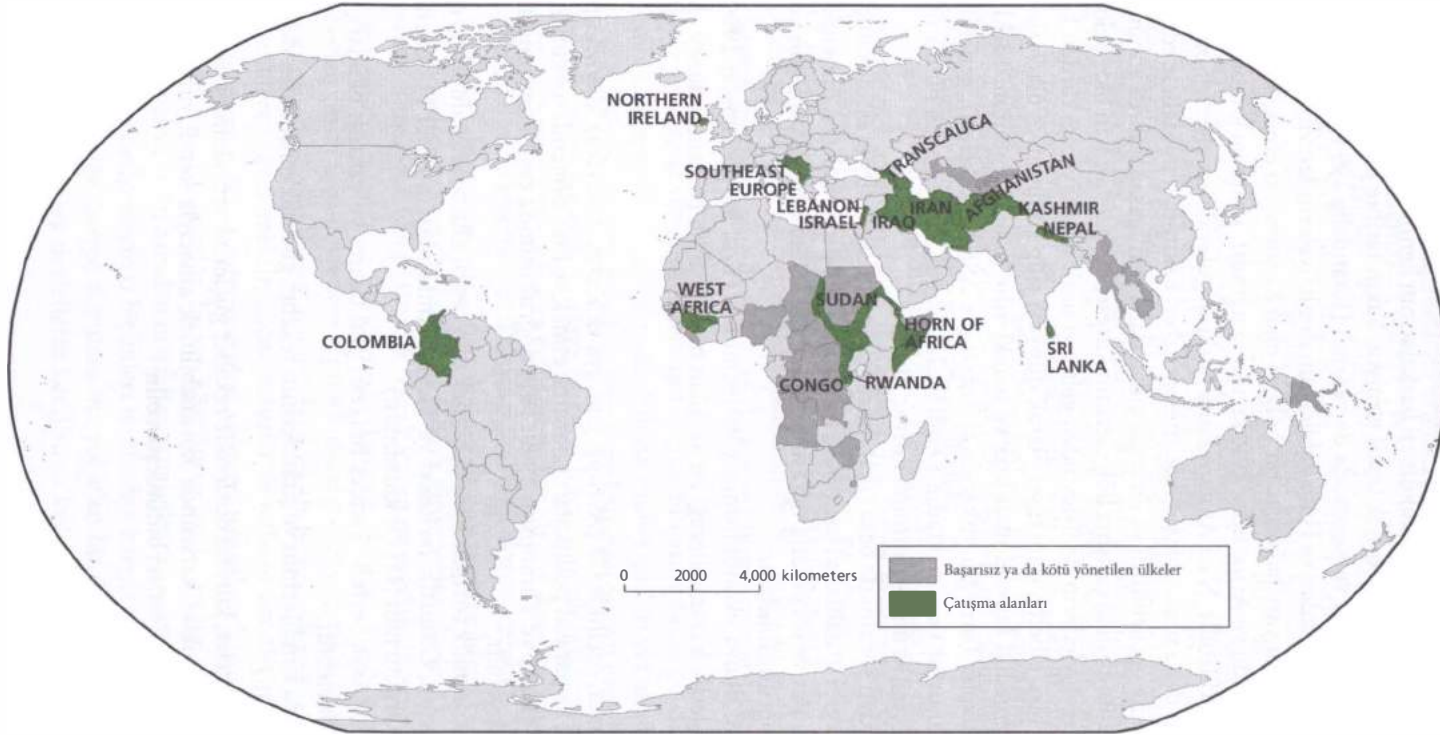 NORTHERN
IRELAND
TRANSCAUCA
SOUTHEAST
EUROPE
AFGHANISTAN
LEBANON
ISRAEL
IRAQ
IRAN
KASHMIR
NEPAL
WEST
AFRICA
SUDAN
HORN OF
AFRICA
COLOMBIA
SRI
LANKA
CONGO
RWANDA
0 2000 4,000 kilometers
Başarısız ya da kötü yönetilen ülkeler
Çatışma alanları